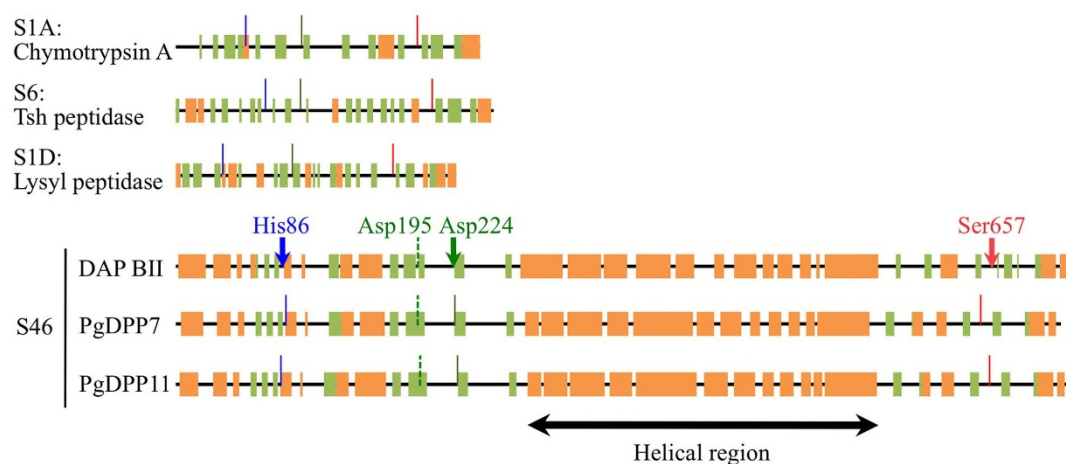 S1A:
Chymotrypsin A
S6:
Tsh peptidase
S1D:
Lysyl peptidase
His86 Asp195 Asp224 Ser657
DAP BII
S46 PgDPP7
PgDPP11
Helical region